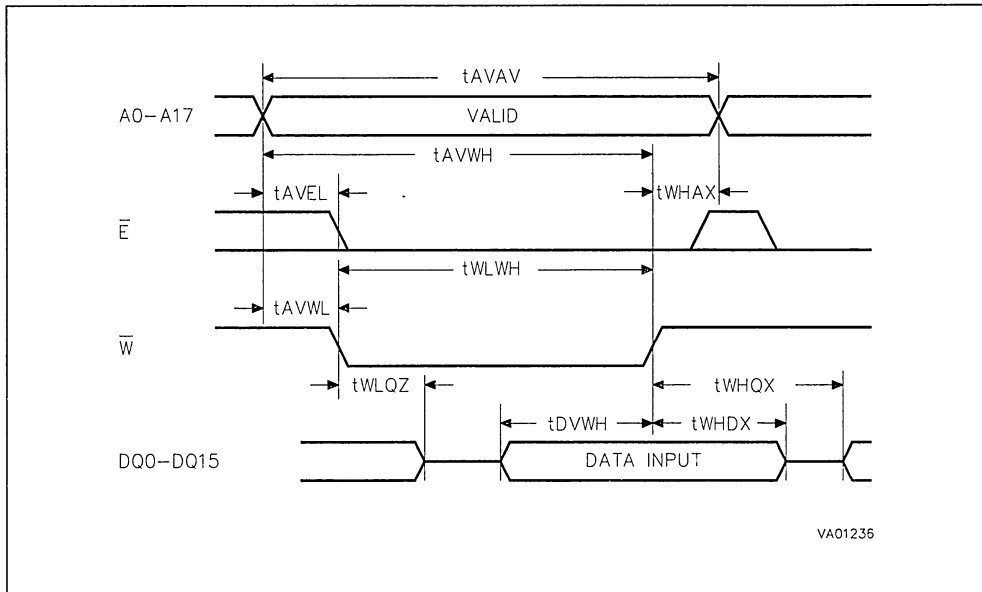 tAVAV
A0-A17
VALID
tAVWH
tAVEL
tWHAX
E
tWLWH
tAVWL
W
tWLQZ
tWHQX
tDVWH
tWHDX
DQ0-DQ15
DATA INPUT
VA01236